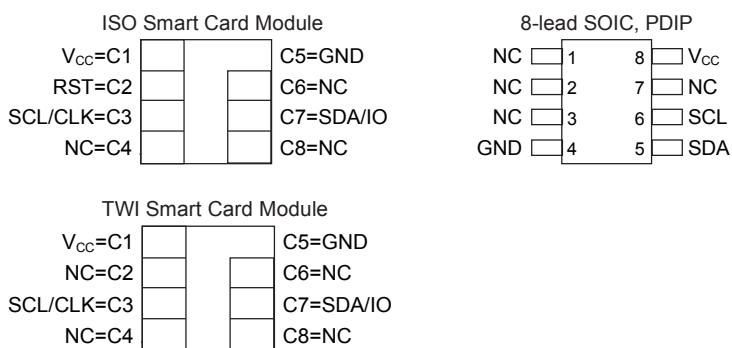 ISO Smart Card Module
VCC=C1 C5=GND
RST=C2 C6=NC
SCL/CLK=C3 C7=SDA/IO
NC=C4 C8=NC
8-lead SOIC, PDIP
NC 1 8 VCC
NC 2 7 NC
NC 3 6 SCL
GND 4 5 SDA
TWI Smart Card Module
VCC=C1 C5=GND
NC=C2 C6=NC
SCL/CLK=C3 C7=SDA/IO
NC=C4 C8=NC